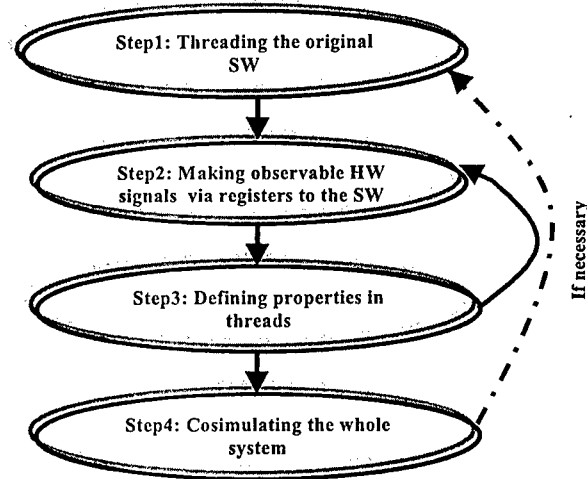 Step1: Threading the original
SW
Step2: Making observable HW
signals via registers to the SW
Step3: Defining properties in
threads
Step4: Cosimulating the whole
system
If necessary